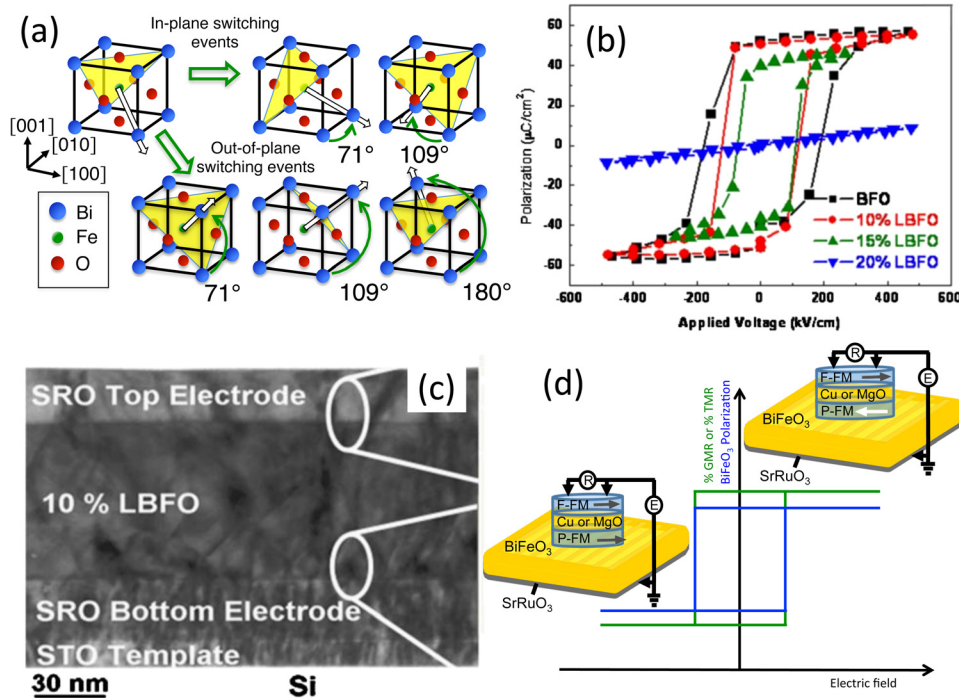 (a)
In-plane switching
events
71°
109°
[001]
[010]
[100]
Out-of-plane
switching events
Bi
Fe
O
71°
109°
180°
(b)
Polarization (µC/cm²)
60
40
20
0
-20
-40
-60
BFO
10% LBFO
15% LBFO
20% LBFO
-600
-400
-200
0
200
400
600
Applied Voltage (kV/cm)
(c)
SRO Top Electrode
10 % LBFO
SRO Bottom Electrode
STO Template
30 nm
Si
(d)
R
F-FM
Cu or MgO
P-FM
E
BiFeO₃
SrRuO₃
% GMR or % TMR
BiFeO₃ Polarization
R
F-FM
Cu or MgO
P-FM
E
BiFeO₃
SrRuO₃
Electric field